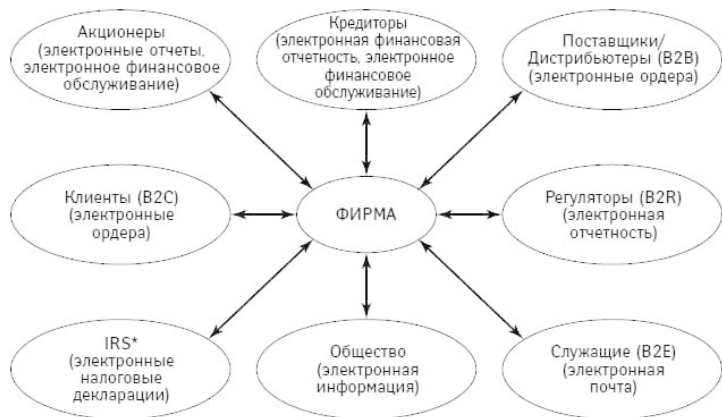 Акционеры
(электронные отчеты,
электронное финансовое
обслуживание)
Кредиторы
(электронная финансовая
отчетность, электронное
финансовое
обслуживание)
Поставщики/
Дистрибьютеры (B2B)
(электронные ордера)
Клиенты (B2C)
(электронные
ордера)
ФИРМА
Регуляторы (B2R)
(электронная
отчетность)
IRS*
(электронные
налоговые
декларации)
Общество
(электронная
информация)
Служащие (B2E)
(электронная
почта)